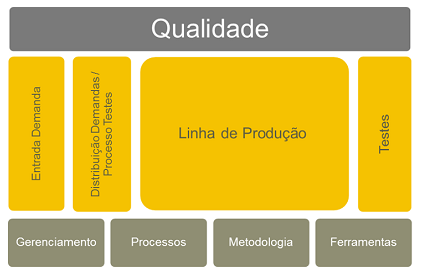 Qualidade
Entrada Demanda
Distribuição Demandas /
Processo Testes
Linha de Produção
Testes
Gerenciamento
Processos
Metodologia
Ferramentas